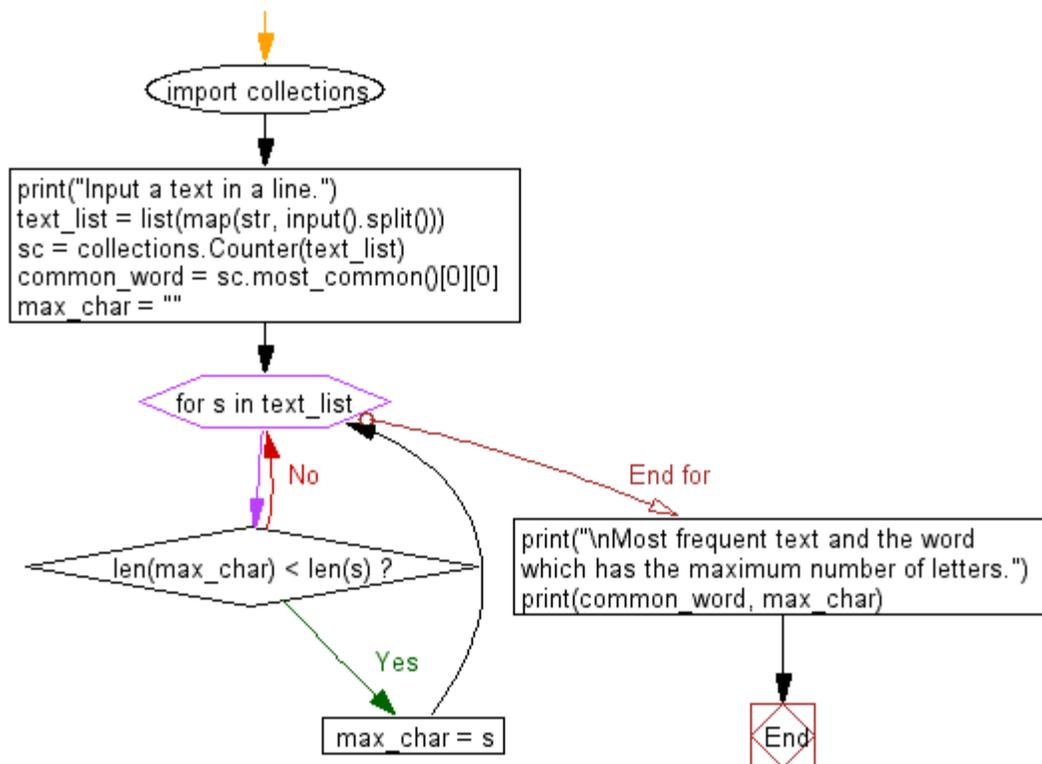 import collections
print("Input a text in a line.")
text_list = list(map(str, input().split()))
sc = collections.Counter(text_list)
common_word = sc.most_common()[0][0]
max_char = ""
for s in text_list
No
End for
len(max_char) < len(s) ?
print("\nMost frequent text and the word
which has the maximum number of letters.")
print(common_word, max_char)
Yes
max_char = s
End